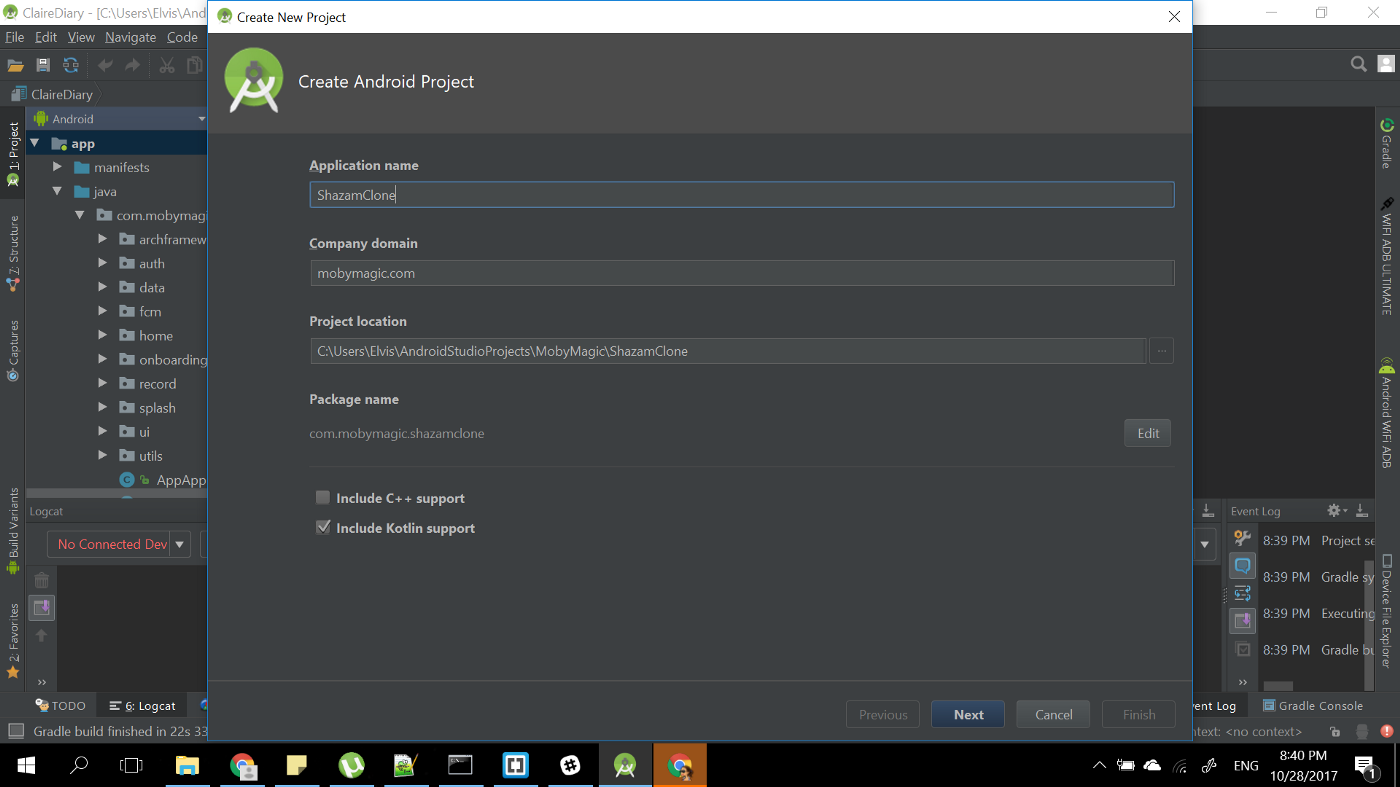 ClaireDiary - [C:\Users\Elvis\And
Create New Project
File Edit View Navigate Code
Create Android Project
ClaireDiary
Android
1: Project
app
manifests
java
com.mobymagi
archframew
auth
data
fcm
home
onboarding
record
splash
ui
utils
AppApp
Z: Structure
Captures
Build Variants
2: Favorites
Application name
ShazamClone
Company domain
mobymagic.com
Project location
C:\Users\Elvis\AndroidStudioProjects\MobyMagic\ShazamClone
...
Package name
com.mobymagic.shazamclone
Edit
Include C++ support
Include Kotlin support
Previous Next Cancel Finish
Gradle
WIFI ADB ULTIMATE
Android WiFi ADB
Device File Explorer
Logcat
No Connected Dev
Event Log
8:39 PM Project se
8:39 PM Gradle sy
8:39 PM Executing
8:39 PM Gradle bu
TODO 6: Logcat
vent Log Gradle Console
Gradle build finished in 22s 33
ntext: <no context>
ENG
8:40 PM
10/28/2017
1